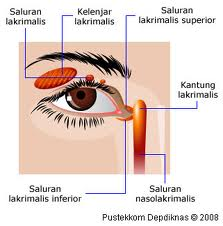 Saluran
lakrimalis
Kelenjar
lakrimalis
Saluran
lakrimalis superior
Kantung
lakrimalis
Saluran
lakrimalis inferior
Saluran
nasolakrimalis
Pustekkom Depdiknas © 2008